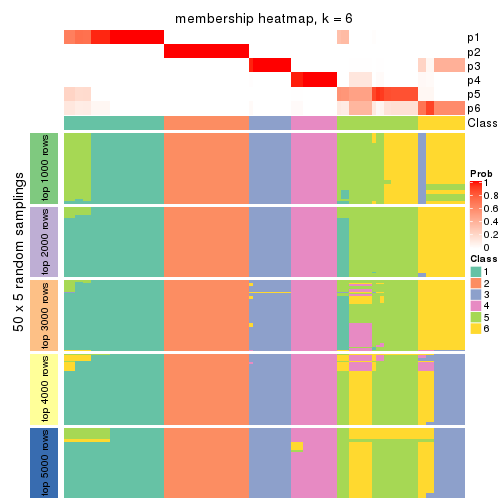 membership heatmap, k = 6
p1
p2
p3
p4
p5
p6
Class
50 x 5 random samplings
top 1000 rows
top 2000 rows
top 3000 rows
top 4000 rows
top 5000 rows
Prob
1
0.8
0.6
0.4
0.2
0
Class
1
2
3
4
5
6